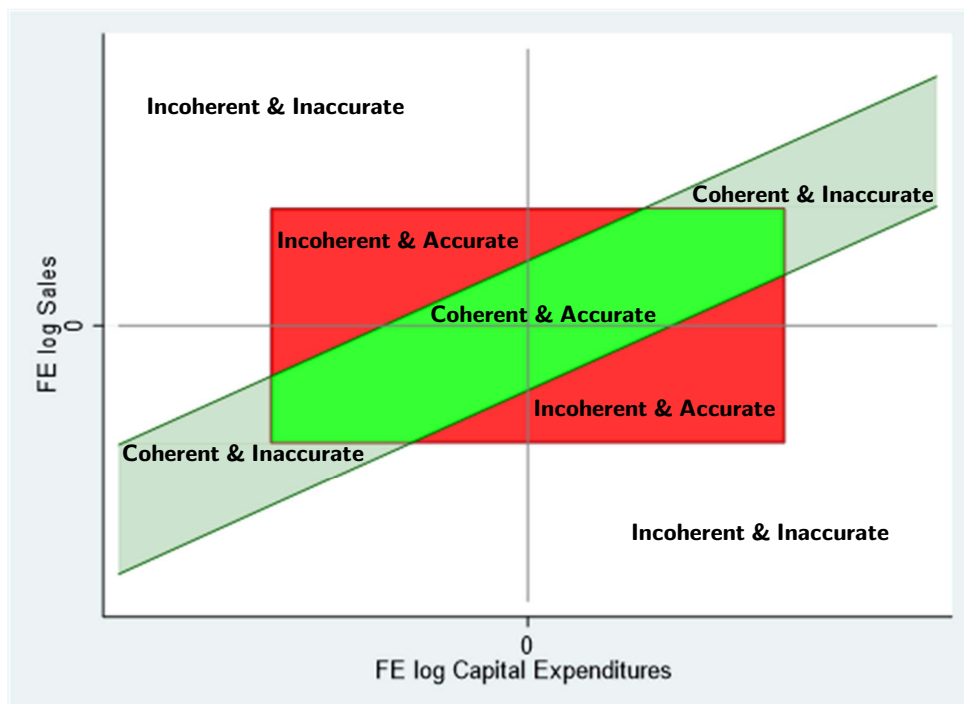 Incoherent & Inaccurate
Coherent & Inaccurate
Incoherent & Accurate
Coherent & Accurate
Incoherent & Accurate
Coherent & Inaccurate
Incoherent & Inaccurate
FE log Sales
0
0
FE log Capital Expenditures